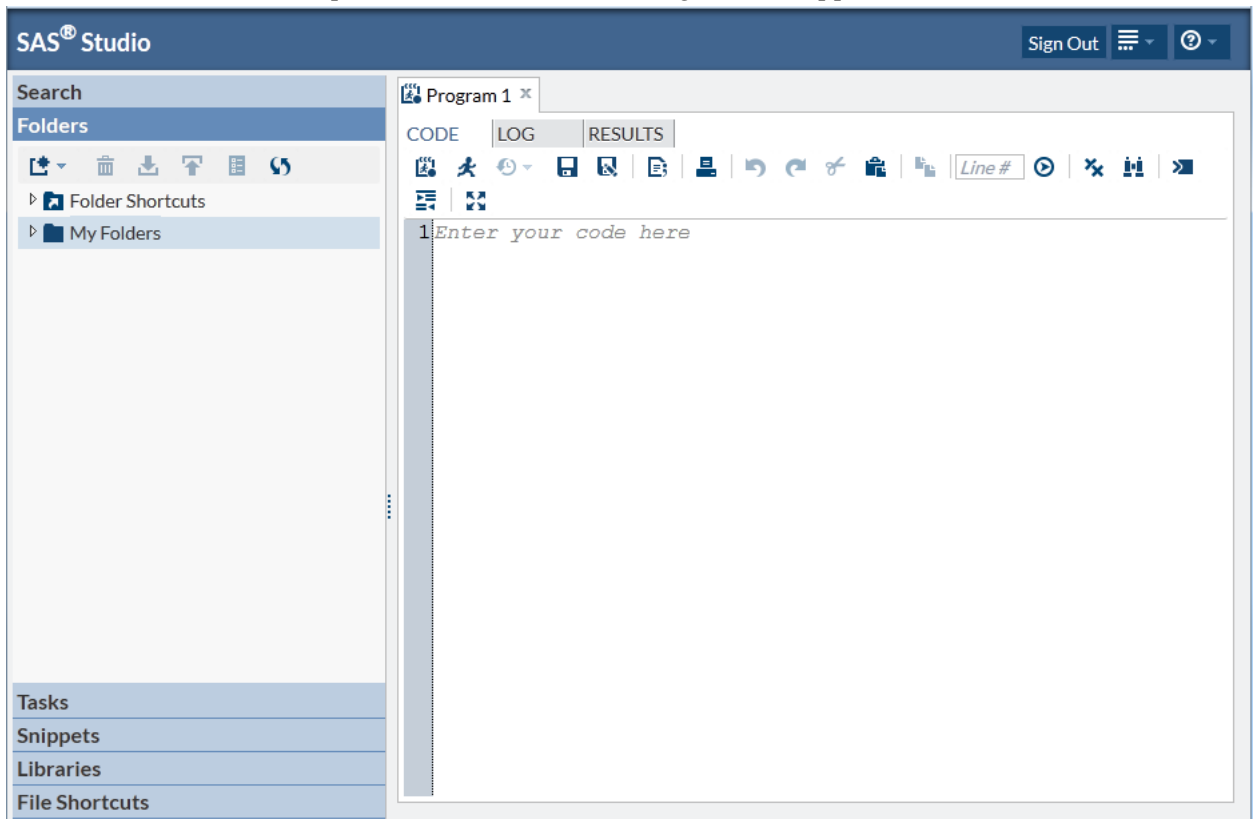 SAS® Studio
Sign Out
Search
Folders
Folder Shortcuts
My Folders
Tasks
Snippets
Libraries
File Shortcuts
Program 1
CODE LOG RESULTS
Line #
1 Enter your code here